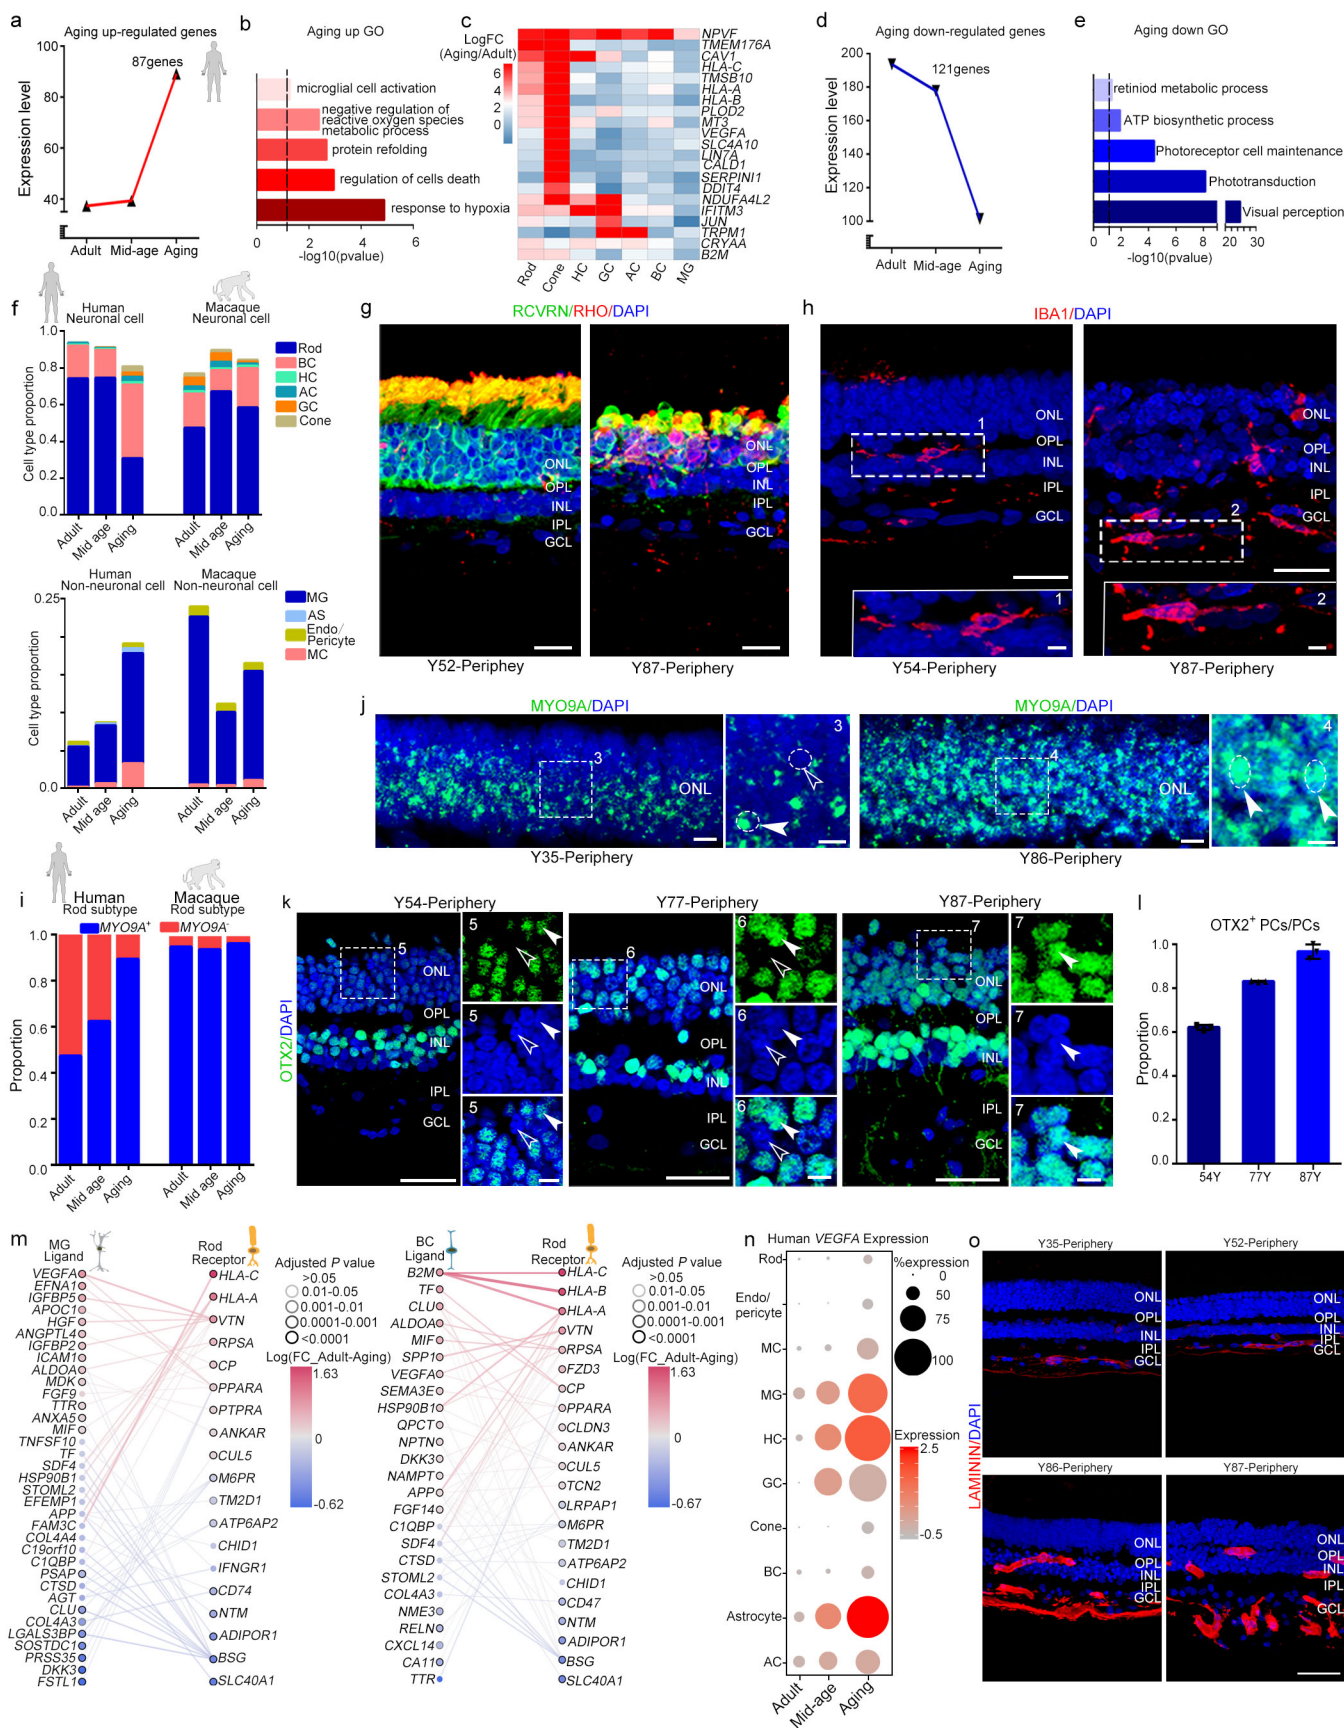 a
Aging up-regulated genes
87genes
Expression level
100
80
60
40
Adult
Mid-age
Aging
b
Aging up GO
microglial cell activation
negative regulation of
reactive oxygen species
metabolic process
protein refolding
regulation of cells death
response to hypoxia
0
2
4
6
-log10(pvalue)
c
LogFC
(Aging/Adult)
6
4
2
0
NPVF
TMEM176A
CAV1
HLA-C
TMSB10
HLA-A
HLA-B
PLOD2
MT3
VEGFA
SLC4A10
LIN7A
CALD1
SERPINI1
DDIT4
NDUFA4L2
IFITM3
JUN
TRPM1
CRYAA
B2M
Rod
Cone
HC
GC
AC
BC
MG
d
Aging down-regulated genes
121genes
Expression level
200
180
160
140
120
100
Adult
Mid-age
Aging
e
Aging down GO
retiniod metabolic process
ATP biosynthetic process
Photoreceptor cell maintenance
Phototransduction
Visual perception
0
2
4
6
8
20
30
-log10(pvalue)
f
Human
Neuronal cell
Macaque
Neuronal cell
Cell type proportion
1.0
0.8
0.6
0.4
0.2
0.0
Adult
Mid age
Aging
Adult
Mid age
Aging
Rod
BC
HC
AC
GC
Cone
Human
Non-neuronal cell
Macaque
Non-neuronal cell
Cell type proportion
0.25
0.0
Adult
Mid age
Aging
Adult
Mid age
Aging
MG
AS
Endo/
Pericyte
MC
g
RCVRN/RHO/DAPI
ONL
OPL
INL
IPL
GCL
ONL
OPL
INL
IPL
GCL
Y52-Periphey
Y87-Periphery
h
IBA1/DAPI
1
ONL
OPL
INL
IPL
GCL
1
2
ONL
OPL
INL
IPL
GCL
2
Y54-Periphery
Y87-Periphery
j
MYO9A/DAPI
3
ONL
3
Y35-Periphery
MYO9A/DAPI
4
ONL
4
Y86-Periphery
i
Human
Rod subtype
Macaque
Rod subtype
MYO9A+
MYO9A-
Proportion
1.0
0.8
0.6
0.4
0.2
0.0
Adult
Mid age
Aging
Adult
Mid age
Aging
k
OTX2/DAPI
Y54-Periphery
Y77-Periphery
Y87-Periphery
5
ONL
OPL
INL
IPL
GCL
5
5
5
6
ONL
OPL
INL
IPL
GCL
6
6
6
7
ONL
OPL
INL
IPL
GCL
7
7
7
l
OTX2+ PCs/PCs
Proportion
1.0
0.8
0.6
0.4
0.2
0.0
54Y
77Y
87Y
m
MG
Ligand
VEGFA
EFNA1
IGFBP5
APOC1
HGF
ANGPTL4
IGFBP2
ICAM1
ALDOA
MDK
FGF9
TTR
ANXA5
MIF
TNFSF10
TF
SDF4
HSP90B1
STOML2
EFEMP1
APP
FAM3C
COL4A4
C19orf10
C1QBP
PSAP
CTSD
AGT
CLU
COL4A3
LGALS3BP
SOSTDC1
PRSS35
DKK3
FSTL1
Rod
Receptor
HLA-C
HLA-A
VTN
RPSA
CP
PPARA
PTPRA
ANKAR
CUL5
M6PR
TM2D1
ATP6AP2
CHID1
IFNGR1
CD74
NTM
ADIPOR1
BSG
SLC40A1
Adjusted P value
>0.05
0.01-0.05
0.001-0.01
0.0001-0.001
<0.0001
Log(FC_Adult-Aging)
1.63
0
-0.62
BC
Ligand
B2M
TF
CLU
ALDOA
MIF
SPP1
VEGFA
SEMA3E
HSP90B1
QPCT
NPTN
DKK3
NAMPT
APP
FGF14
C1QBP
SDF4
CTSD
STOML2
COL4A3
NME3
RELN
CXCL14
CA11
TTR
Rod
Receptor
HLA-C
HLA-B
HLA-A
VTN
RPSA
FZD3
CP
PPARA
CLDN3
ANKAR
CUL5
TCN2
LRPAP1
M6PR
TM2D1
ATP6AP2
CHID1
CD47
NTM
ADIPOR1
BSG
SLC40A1
Adjusted P value
>0.05
0.01-0.05
0.001-0.01
0.0001-0.001
<0.0001
Log(FC_Adult-Aging)
1.63
0
-0.67
n
Human VEGFA Expression
Rod
Endo/
pericyte
MC
MG
HC
GC
Cone
BC
Astrocyte
AC
Adult
Mid-age
Aging
%expression
0
50
75
100
Expression
2.5
-0.5
o
LAMININ/DAPI
Y35-Periphery
ONL
OPL
INL
IPL
GCL
Y52-Periphery
ONL
OPL
INL
IPL
GCL
Y86-Periphery
ONL
OPL
INL
IPL
GCL
Y87-Periphery
ONL
OPL
INL
IPL
GCL